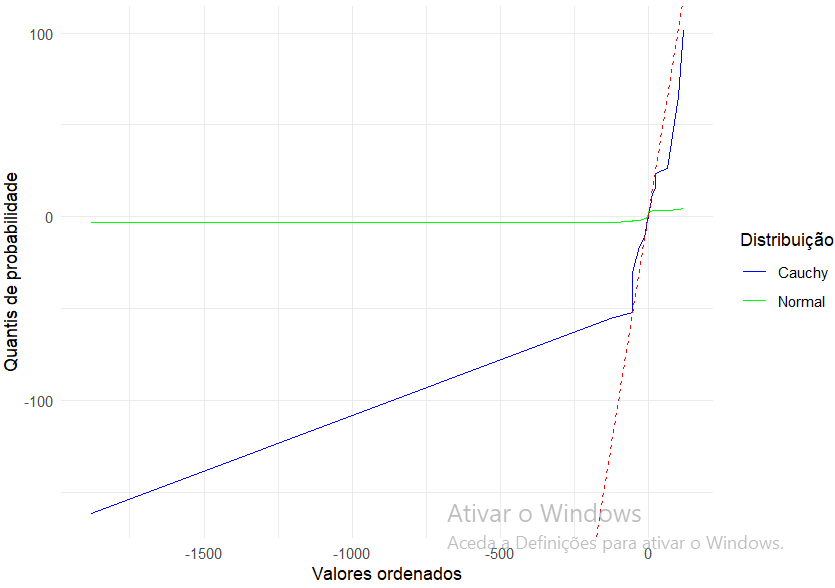 Quantis de probabilidade
100
0
-100
-1500
-1000
-500
0
Valores ordenados
Distribuição
Cauchy
Normal
Ativar o Windows
Aceda a Definições para ativar o Windows.